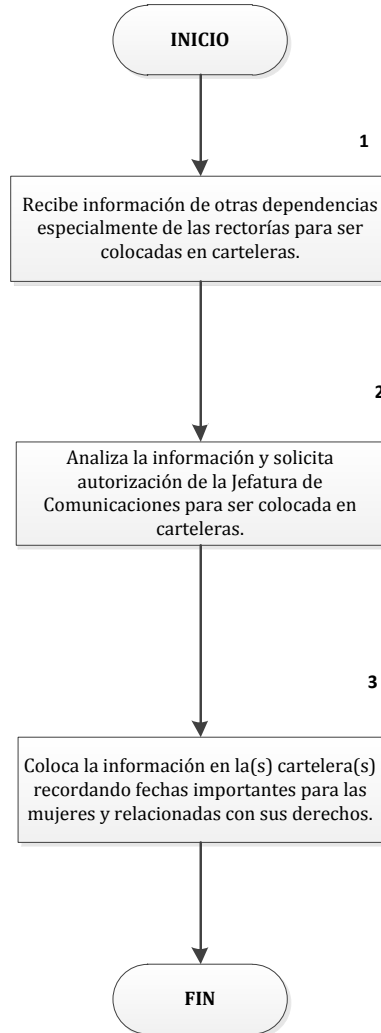 INICIO
1
Recibe información de otras dependencias
especialmente de las rectorías para ser
colocadas en carteleras.
2
Analiza la información y solicita
autorización de la Jefatura de
Comunicaciones para ser colocada en
carteleras.
3
Coloca la información en la(s) cartelera(s)
recordando fechas importantes para las
mujeres y relacionadas con sus derechos.
FIN